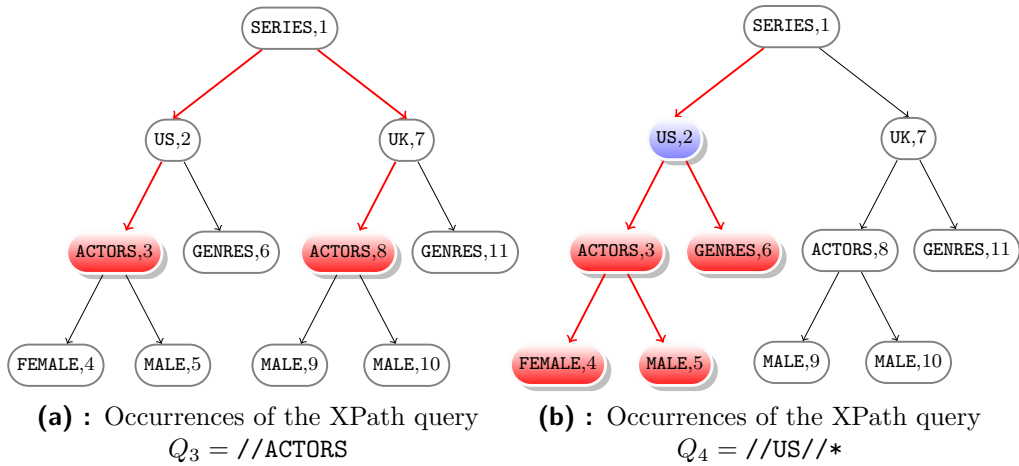 SERIES,1
US,2
UK,7
ACTORS,3
GENRES,6
ACTORS,8
GENRES,11
FEMALE,4
MALE,5
MALE,9
MALE,10
(a) : Occurrences of the XPath query
Q₃ = //ACTORS
SERIES,1
US,2
UK,7
ACTORS,3
GENRES,6
ACTORS,8
GENRES,11
FEMALE,4
MALE,5
MALE,9
MALE,10
(b) : Occurrences of the XPath query
Q₄ = //US//*